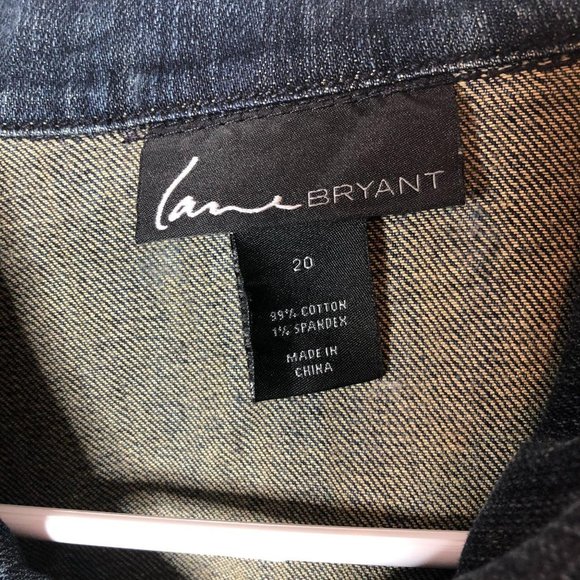 lane BRYANT
20
99% COTTON
1% SPANDEX
MADE IN
CHINA